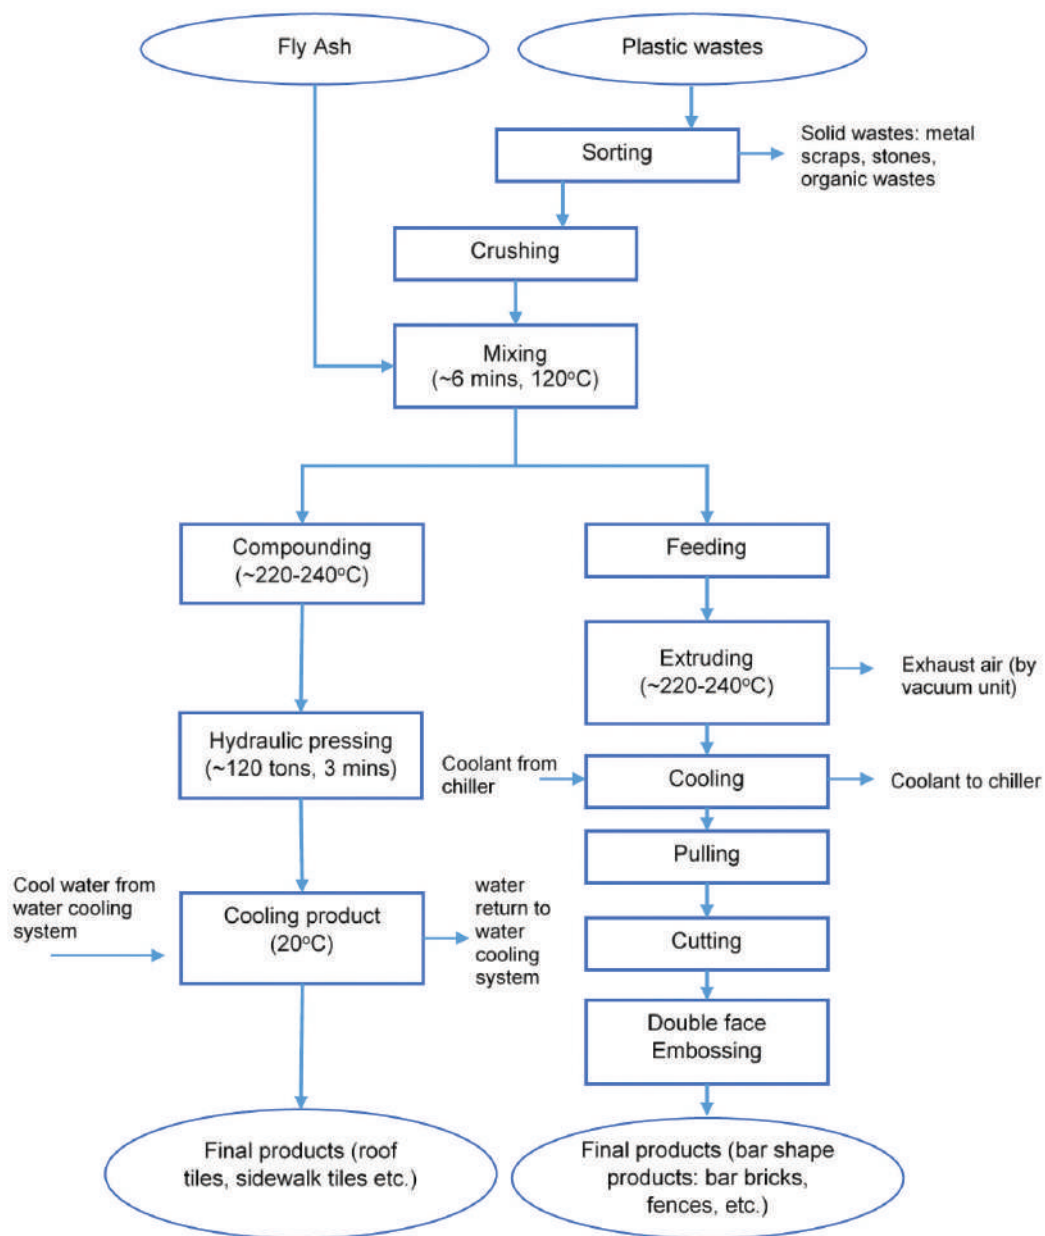 Fly Ash
Plastic wastes
Sorting
Solid wastes: metal
scraps, stones,
organic wastes
Crushing
Mixing
(~6 mins, 120°C)
Compounding
(~220-240°C)
Feeding
Extruding
(~220-240°C)
Exhaust air (by
vacuum unit)
Hydraulic pressing
(~120 tons, 3 mins)
Coolant from
chiller
Cooling
Coolant to chiller
Pulling
Cool water from
water cooling
system
Cooling product
(20°C)
water
return to
water
cooling
system
Cutting
Double face
Embossing
Final products (roof
tiles, sidewalk tiles etc.)
Final products (bar shape
products: bar bricks,
fences, etc.)